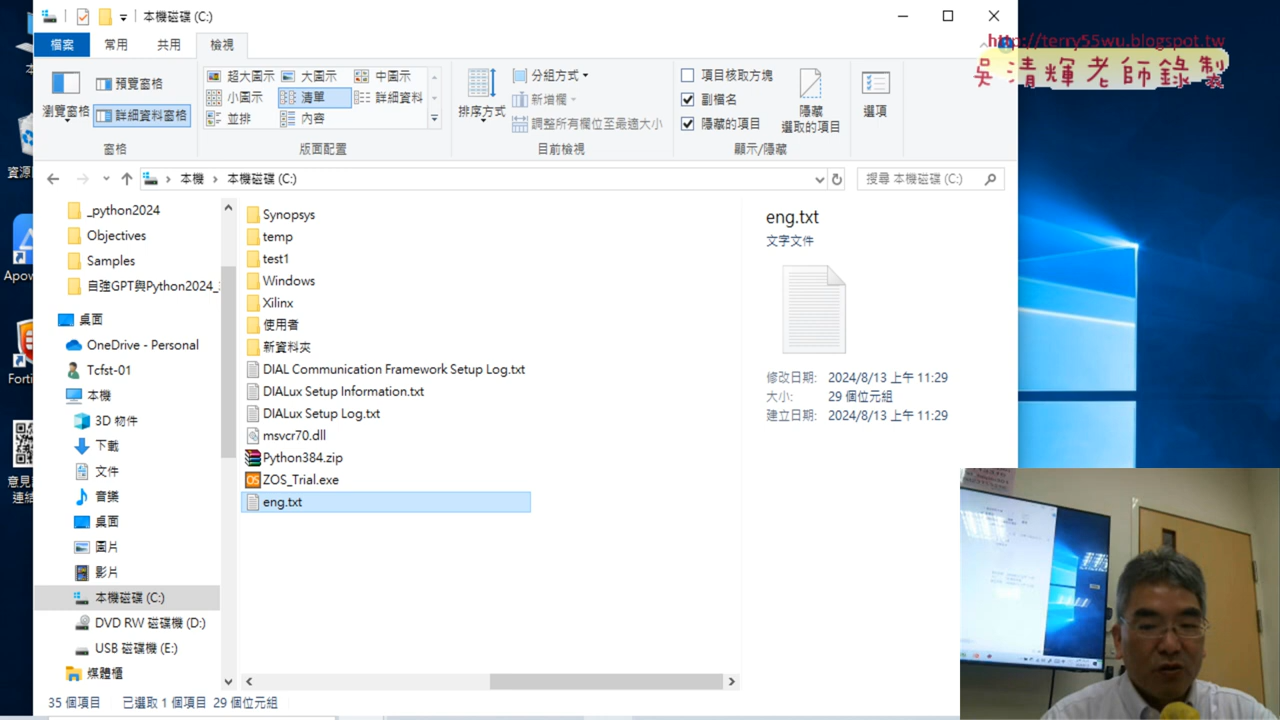 本機磁碟 (C:)
檔案 常用 共用 檢視
http://terry55wu.blogspot.tw
吳清輝老師錄製
瀏覽窗格
預覽窗格
詳細資料窗格
窗格
超大圖示 大圖示 中圖示
小圖示 清單 詳細資料
並排 內容
版面配置
排序方式
分組方式
新增欄
調整所有欄位至最適大小
目前檢視
項目核取方塊
副檔名
隱藏的項目
隱藏
選取的項目
顯示/隱藏
選項
本機 本機磁碟 (C:)
搜尋 本機磁碟 (C:)
_python2024
Objectives
Samples
自強GPT與Python2024_
桌面
OneDrive - Personal
Tcfst-01
本機
3D 物件
下載
文件
音樂
桌面
圖片
影片
本機磁碟 (C:)
DVD RW 磁碟機 (D:)
USB 磁碟機 (E:)
媒體櫃
Synopsys
temp
test1
Windows
Xilinx
使用者
新資料夾
DIAL Communication Framework Setup Log.txt
DIALux Setup Information.txt
DIALux Setup Log.txt
msvcr70.dll
Python384.zip
ZOS_Trial.exe
eng.txt
eng.txt
文字文件
修改日期: 2024/8/13 上午 11:29
大小: 29 個位元組
建立日期: 2024/8/13 上午 11:29
35 個項目 已選取 1 個項目 29 個位元組
資源
Apow
Forti
意見
連結